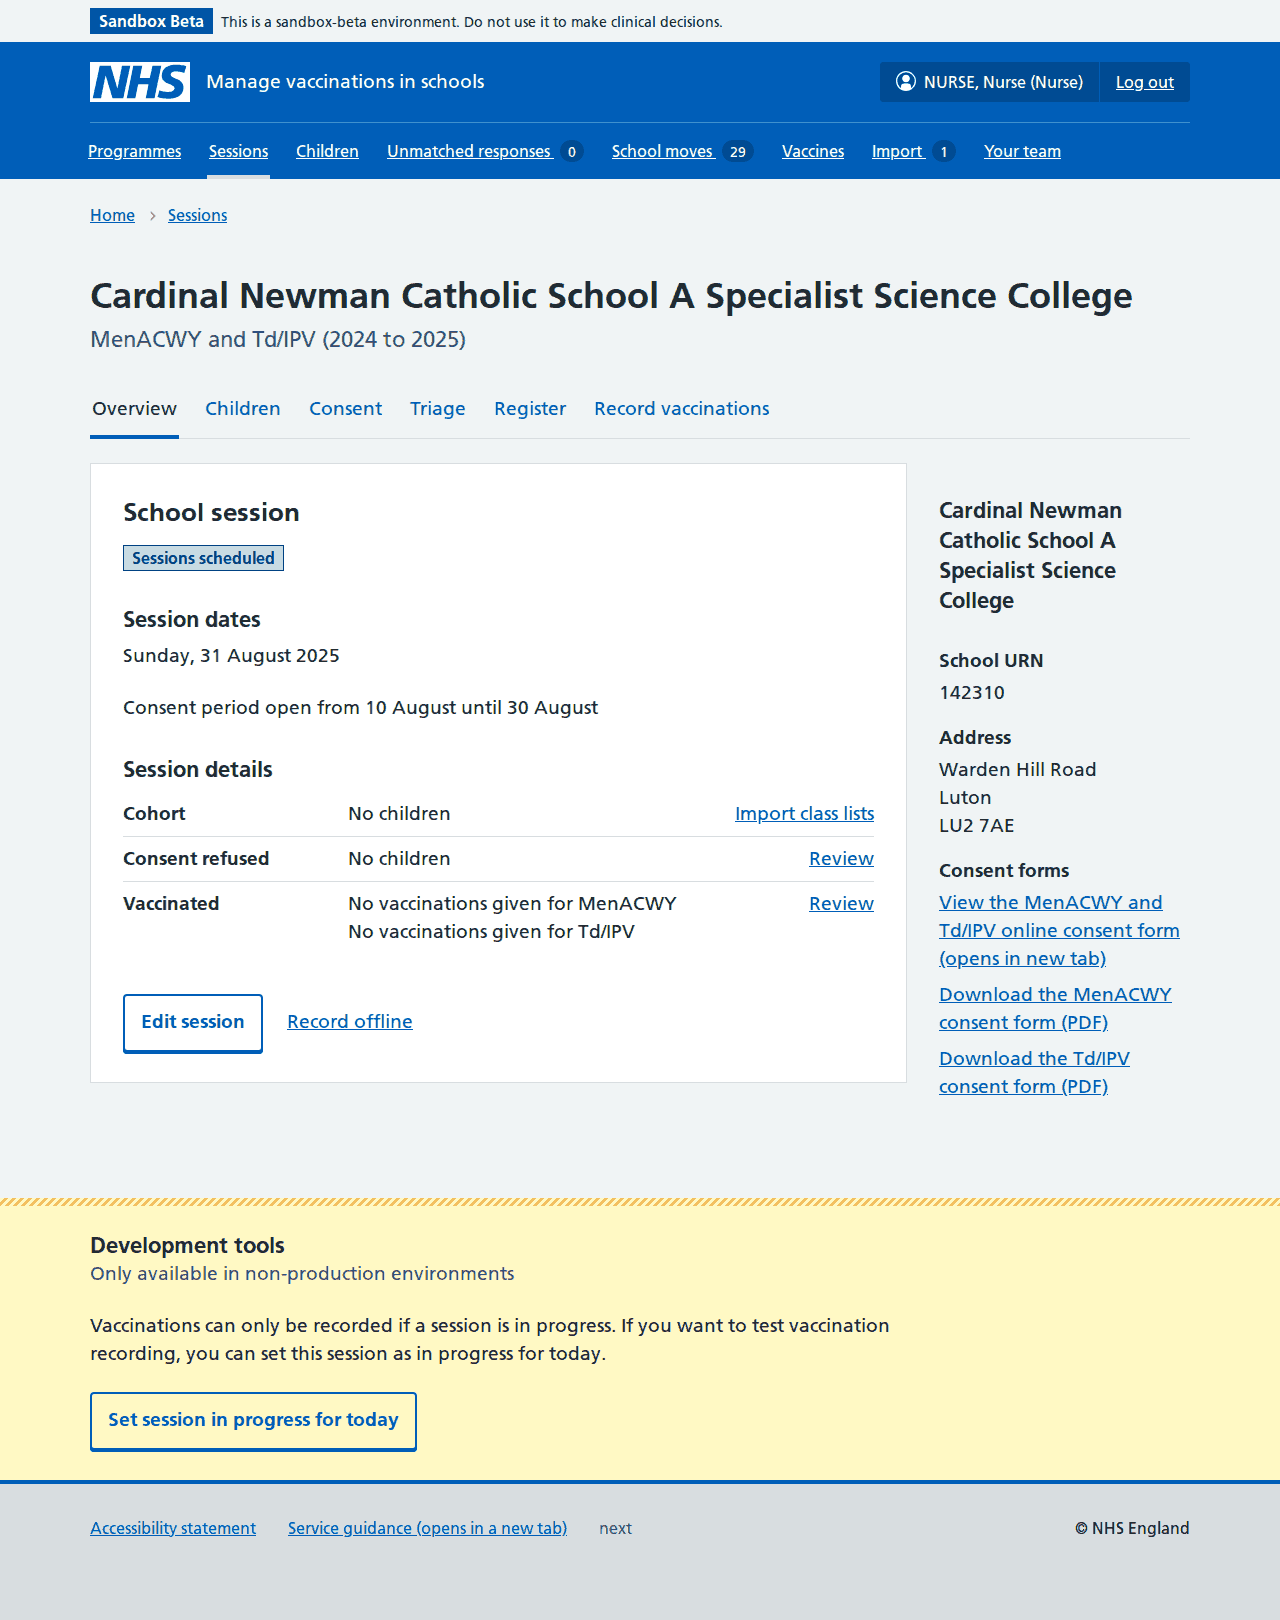 Sandbox Beta This is a sandbox-beta environment. Do not use it to make clinical decisions.
NHS Manage vaccinations in schools NURSE, Nurse (Nurse) Log out
Programmes Sessions Children Unmatched responses 0 School moves 29 Vaccines Import 1 Your team
Home › Sessions
Cardinal Newman Catholic School A Specialist Science College
MenACWY and Td/IPV (2024 to 2025)
Overview Children Consent Triage Register Record vaccinations
School session
Sessions scheduled
Session dates
Sunday, 31 August 2025
Consent period open from 10 August until 30 August
Session details
Cohort No children Import class lists
Consent refused No children Review
Vaccinated No vaccinations given for MenACWY Review
No vaccinations given for Td/IPV
Edit session Record offline
Cardinal Newman
Catholic School A
Specialist Science
College
School URN
142310
Address
Warden Hill Road
Luton
LU2 7AE
Consent forms
View the MenACWY and
Td/IPV online consent form
(opens in new tab)
Download the MenACWY
consent form (PDF)
Download the Td/IPV
consent form (PDF)
Development tools
Only available in non-production environments
Vaccinations can only be recorded if a session is in progress. If you want to test vaccination
recording, you can set this session as in progress for today.
Set session in progress for today
Accessibility statement Service guidance (opens in a new tab) next © NHS England